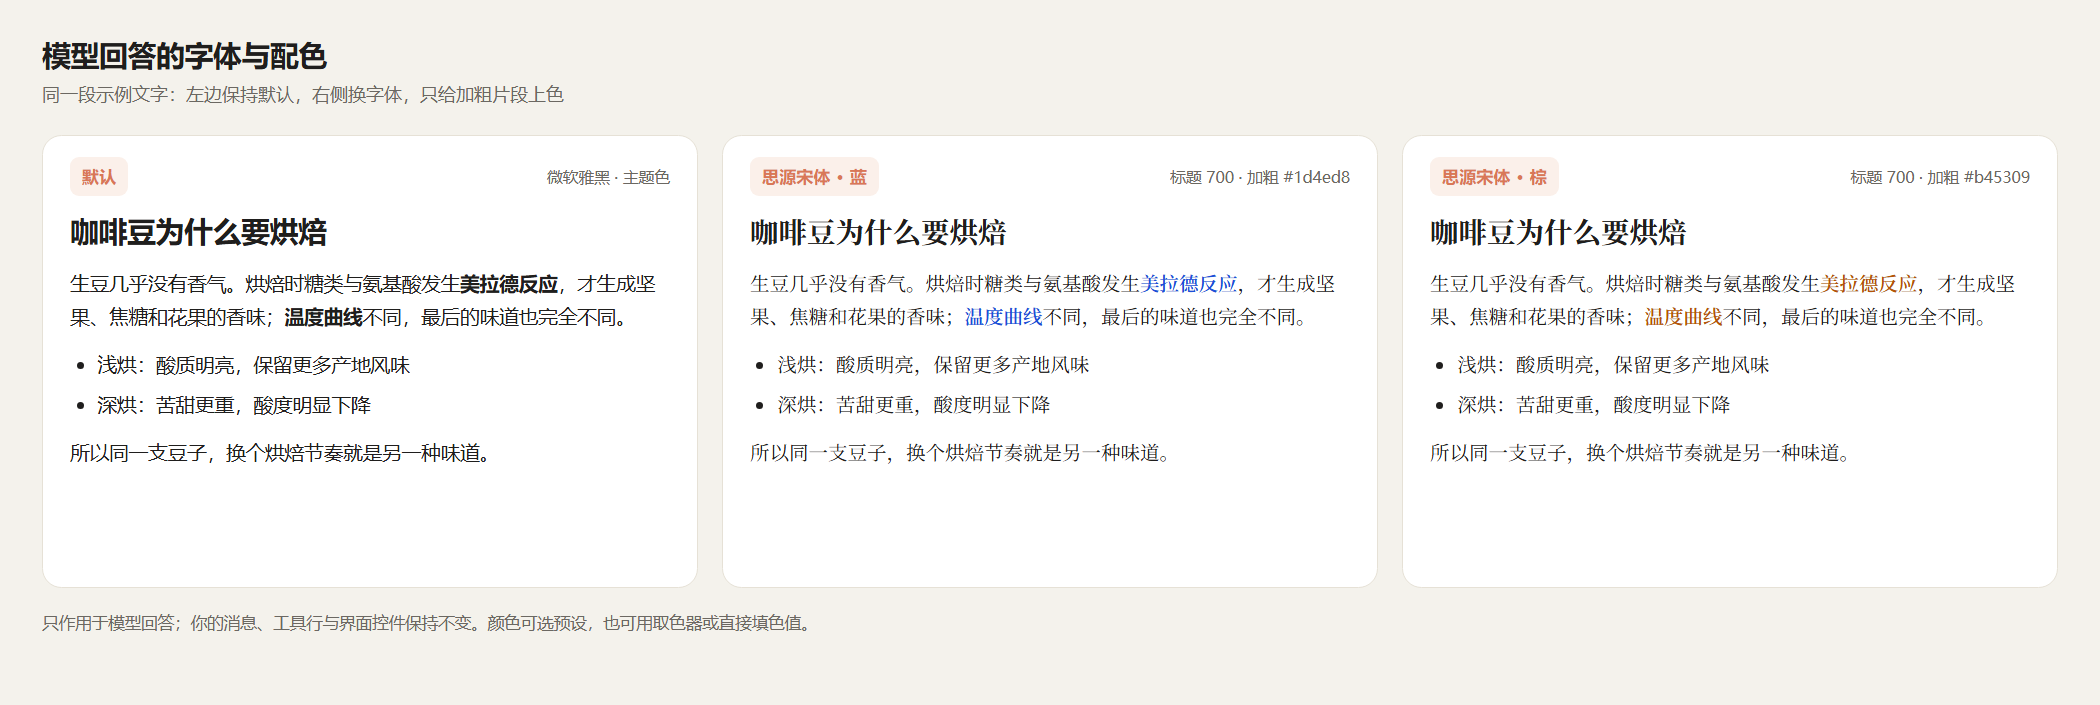 模型回答的字体与配色
同一段示例文字：左边保持默认，右侧换字体，只给加粗片段上色
默认
微软雅黑 · 主题色
咖啡豆为什么要烘焙
生豆几乎没有香气。烘焙时糖类与氨基酸发生美拉德反应，才生成坚
果、焦糖和花果的香味；温度曲线不同，最后的味道也完全不同。
• 浅烘：酸质明亮，保留更多产地风味
• 深烘：苦甜更重，酸度明显下降
所以同一支豆子，换个烘焙节奏就是另一种味道。
思源宋体 • 蓝
标题 700 · 加粗 #1d4ed8
咖啡豆为什么要烘焙
生豆几乎没有香气。烘焙时糖类与氨基酸发生美拉德反应，才生成坚
果、焦糖和花果的香味；温度曲线不同，最后的味道也完全不同。
• 浅烘：酸质明亮，保留更多产地风味
• 深烘：苦甜更重，酸度明显下降
所以同一支豆子，换个烘焙节奏就是另一种味道。
思源宋体 • 棕
标题 700 · 加粗 #b45309
咖啡豆为什么要烘焙
生豆几乎没有香气。烘焙时糖类与氨基酸发生美拉德反应，才生成坚
果、焦糖和花果的香味；温度曲线不同，最后的味道也完全不同。
• 浅烘：酸质明亮，保留更多产地风味
• 深烘：苦甜更重，酸度明显下降
所以同一支豆子，换个烘焙节奏就是另一种味道。
只作用于模型回答；你的消息、工具行与界面控件保持不变。颜色可选预设，也可用取色器或直接填色值。